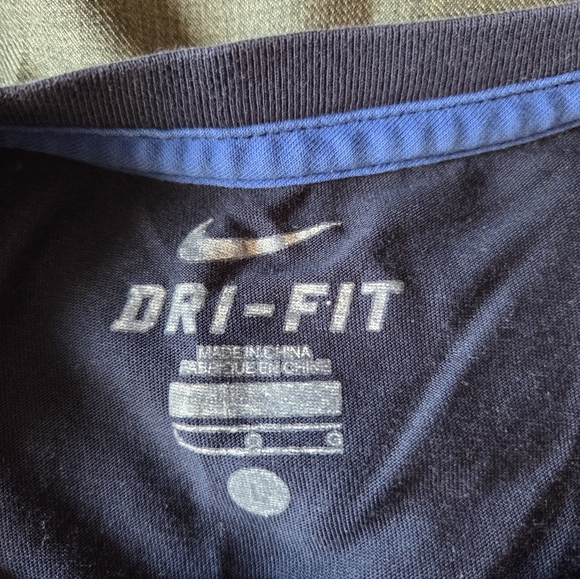 DRI-FIT
MADE IN CHINA
FABRIQUE EN CHINE
G G
L